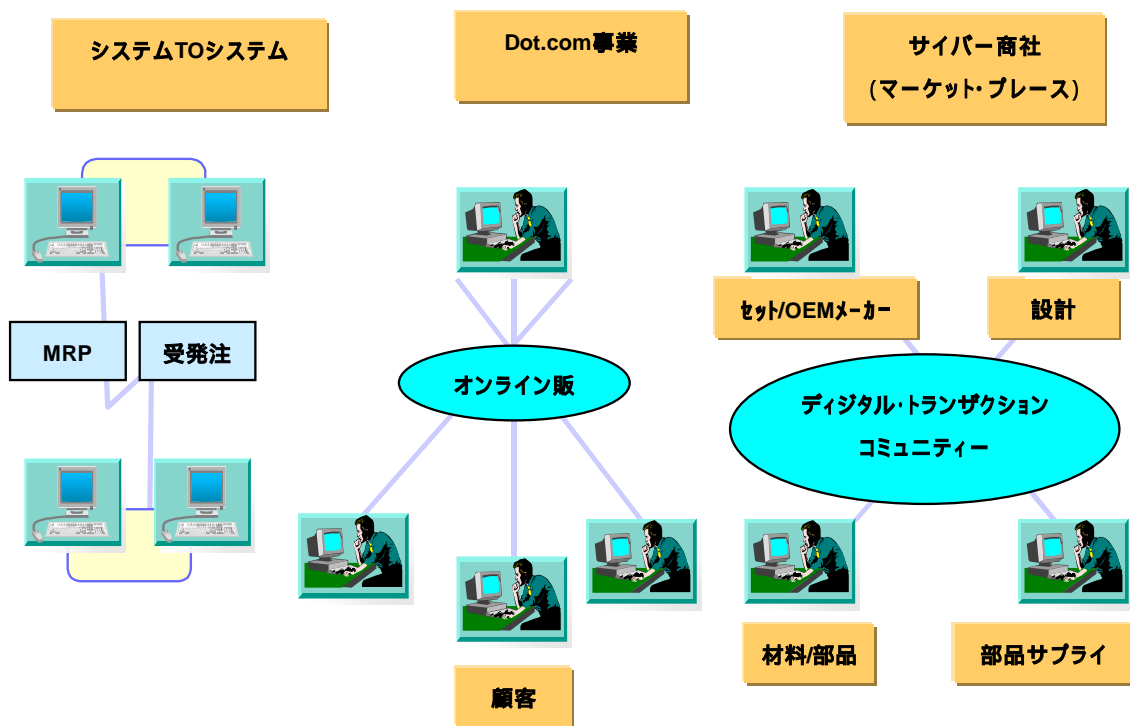 システムTOシステム
Dot.com事業
サイバー商社
(マーケット・プレース)
セット/OEMメーカー
設計
MRP
受発注
オンライン販
ディジタル・トランザクション
コミュニティー
材料/部品
部品サプライ
顧客